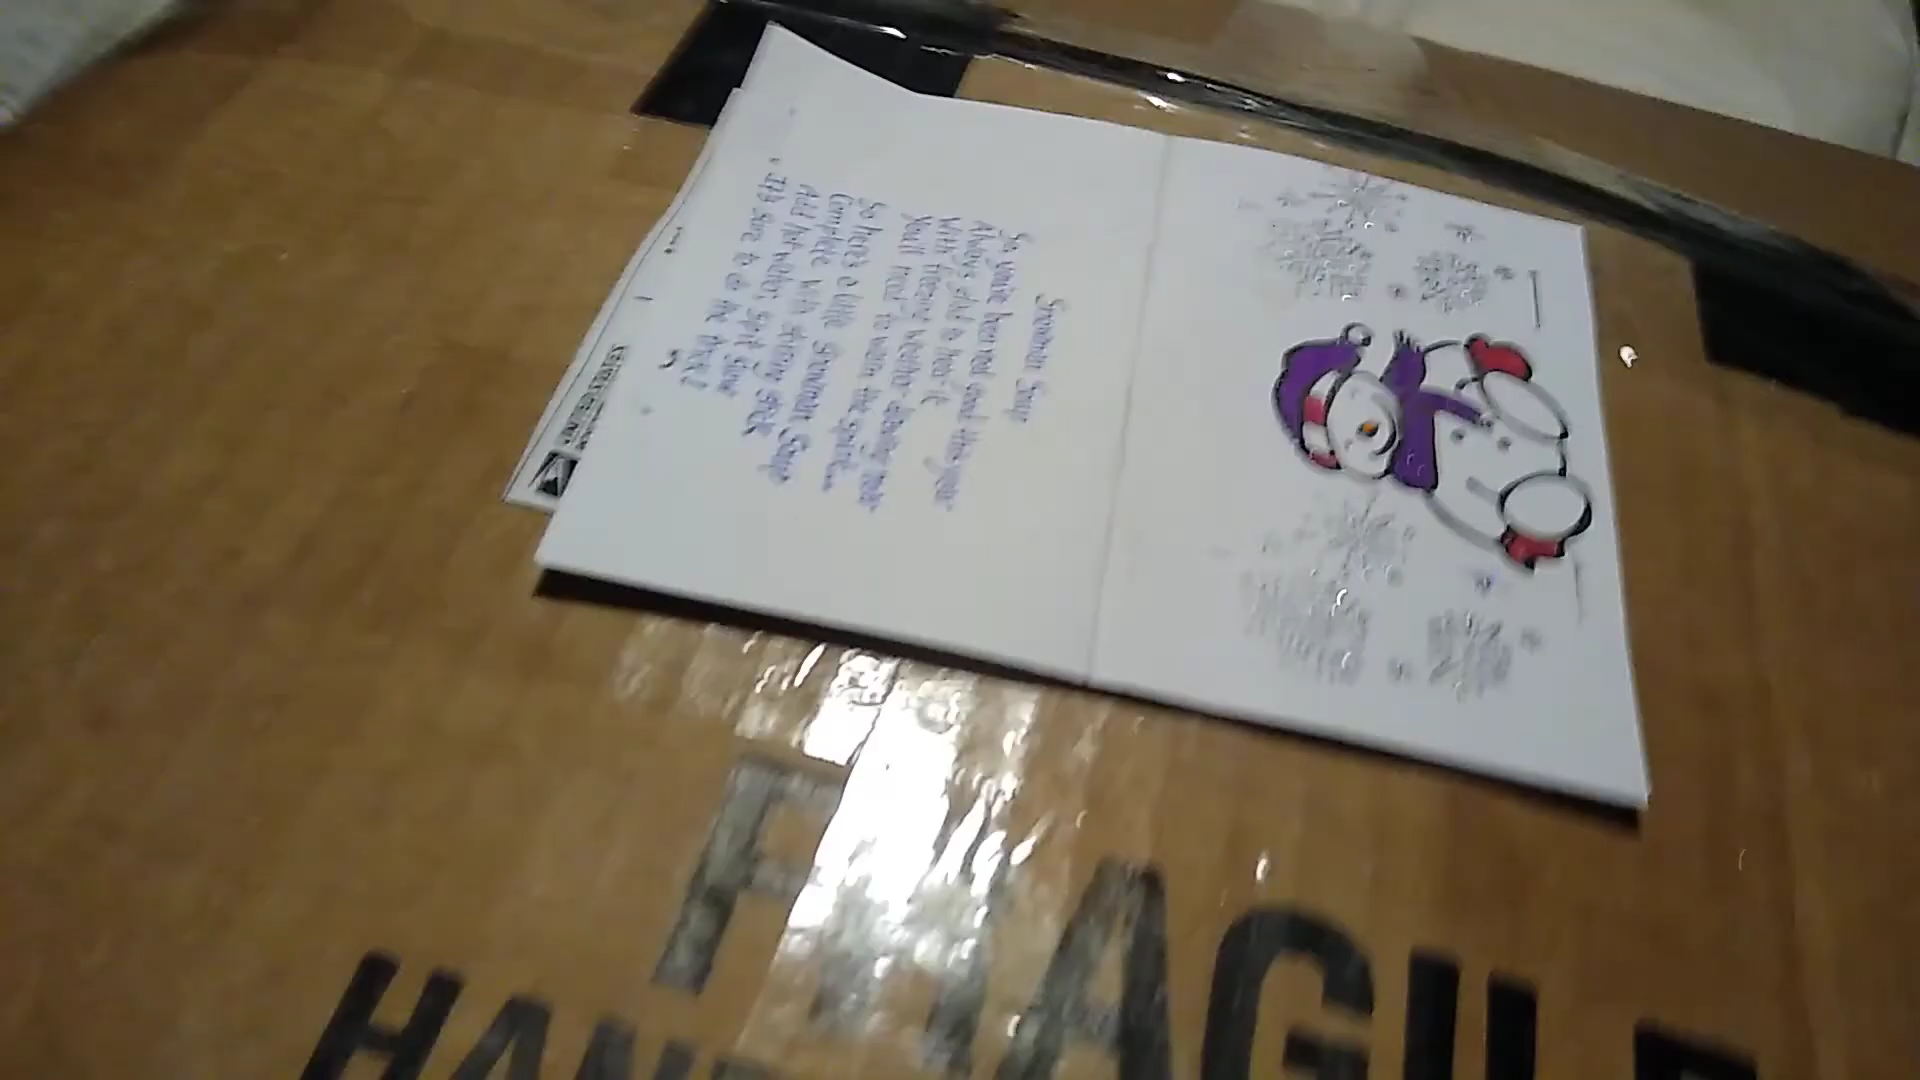 Snowman Soup
So you've been real good this year
Always glad to hear it
With freezing weather drawing near
You'll need to warm the spirit...
So here's a little Snowman Soup
Complete with stirring stick
Add hot water, sip it slow
It's sure to do the trick!
FRAGILE
HAND